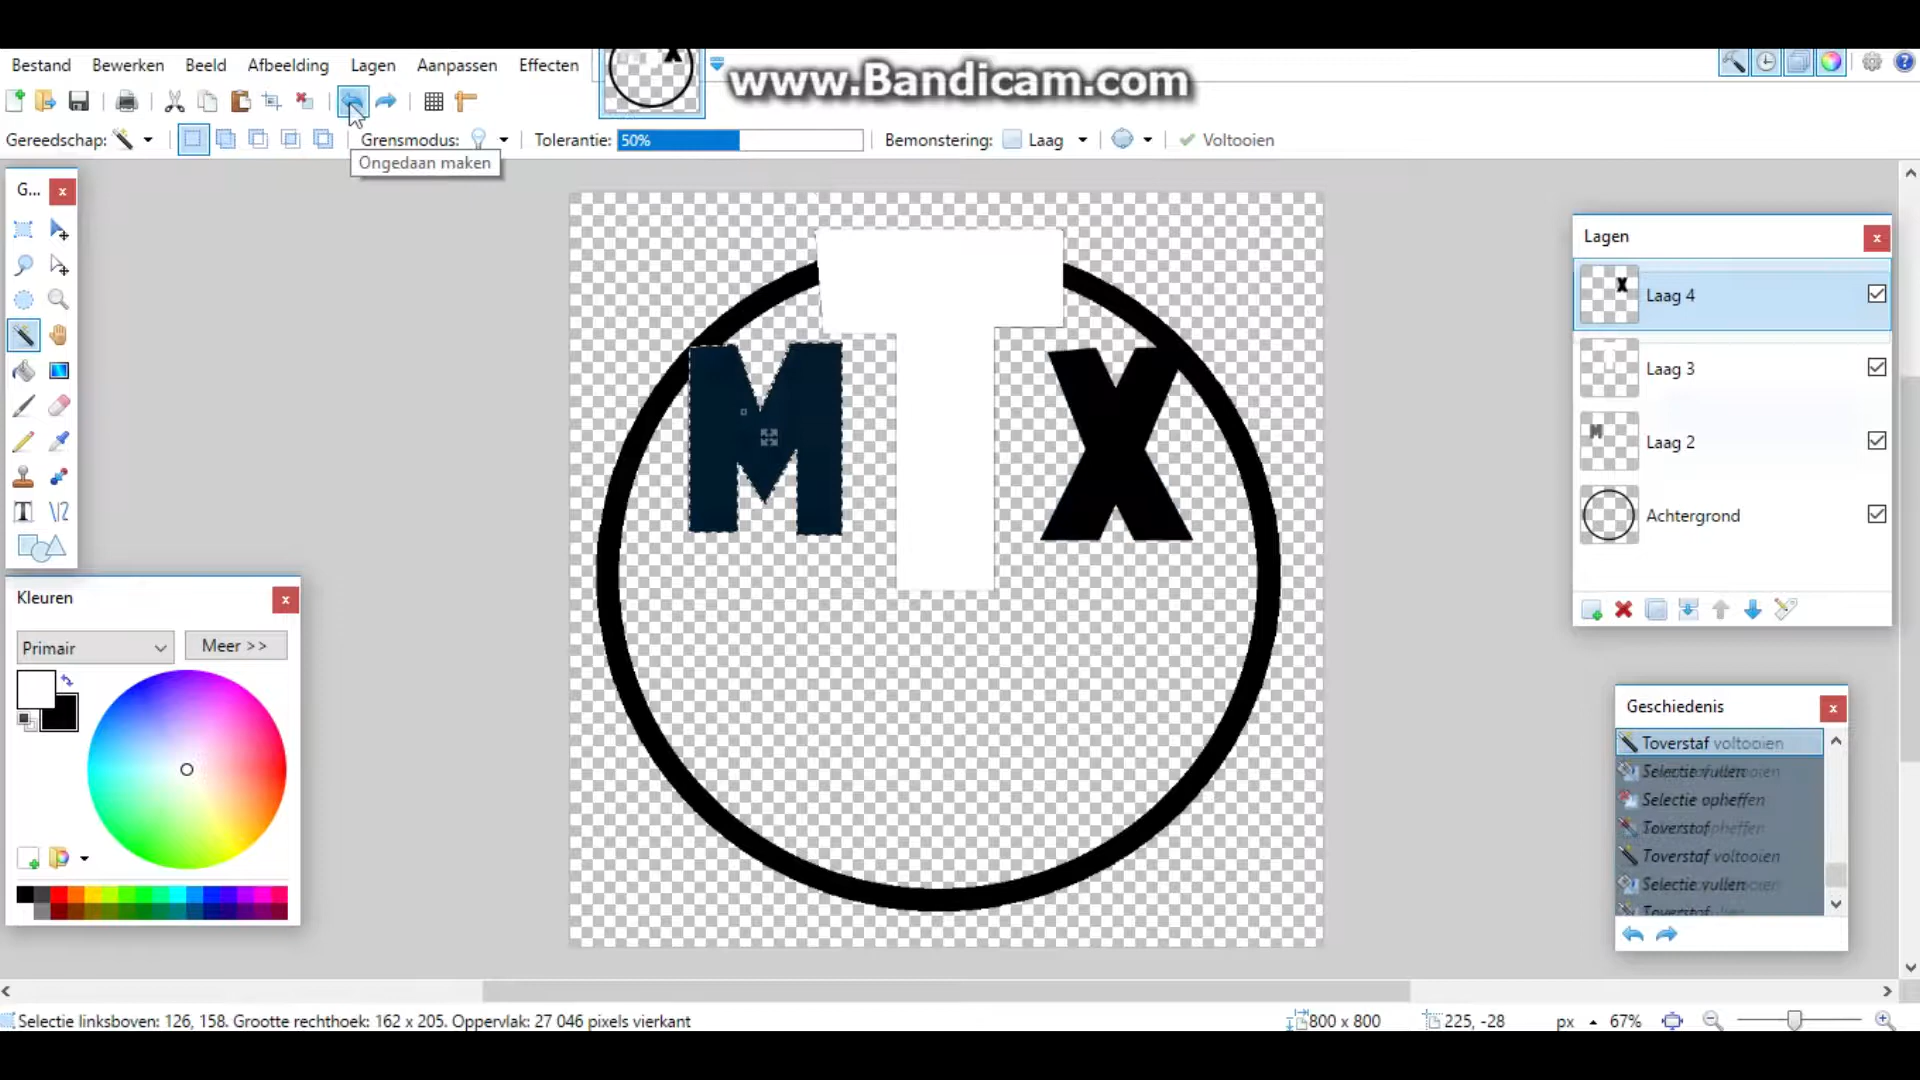 www.Bandicam.com
Bestand Bewerken Beeld Afbeelding Lagen Aanpassen Effecten
Gereedschap: Grensmodus: Tolerantie: 50% Bemonstering: Laag Voltooien
Ongedaan maken
G...
Lagen
Laag 4
Laag 3
Laag 2
Achtergrond
M T X
Kleuren
Primair Meer >>
Geschiedenis
Toverstaf voltooien
Selectie vullen
Selectie opheffen
Toverstaf
Toverstaf voltooien
Selectie vullen
Toverstaf
Selectie linksboven: 126, 158. Grootte rechthoek: 162 x 205. Oppervlak: 27 046 pixels vierkant 800 x 800 225, -28 px 67%